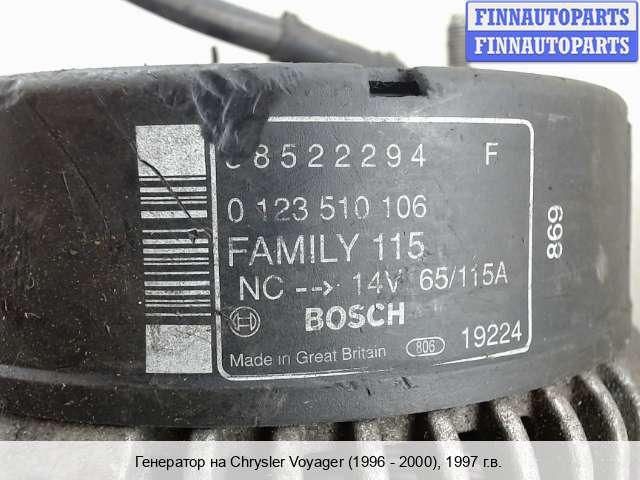 FINNAUTOPARTS
FINNAUTOPARTS
8522294 F
0 123 510 106
FAMILY 115
NC --> 14V 65/115A
BOSCH
Made in Great Britain 806 19224
869
Генератор на Chrysler Voyager (1996 - 2000), 1997 г.в.